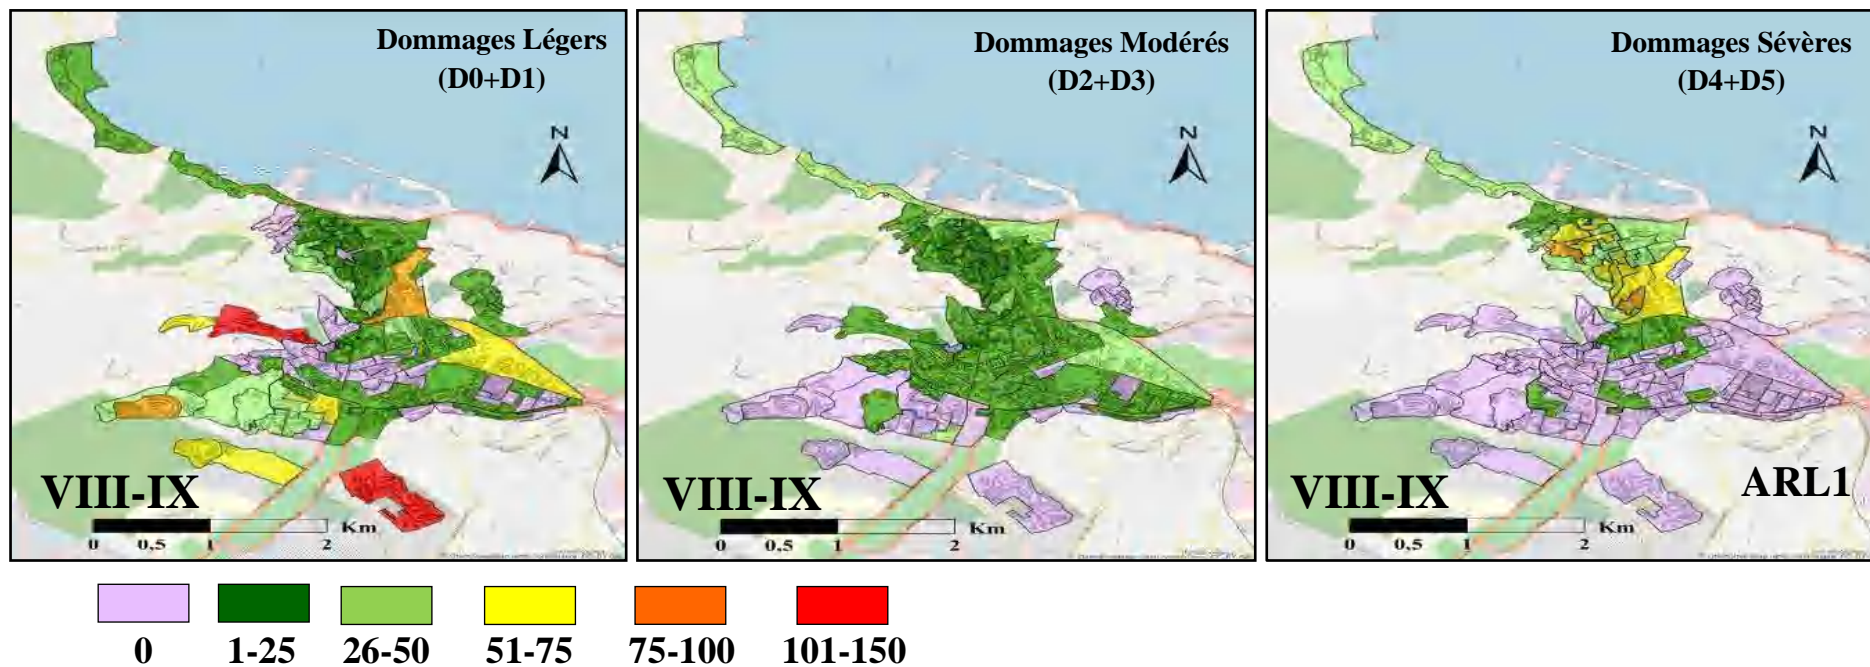 Dommages Légers
(D0+D1)
N
VIII-IX
Km
0 0,5 1 2
Dommages Modérés
(D2+D3)
N
VIII-IX
Km
0 0,5 1 2
Dommages Sévères
(D4+D5)
N
VIII-IX
ARL1
Km
0 0,5 1 2
0 1-25 26-50 51-75 75-100 101-150